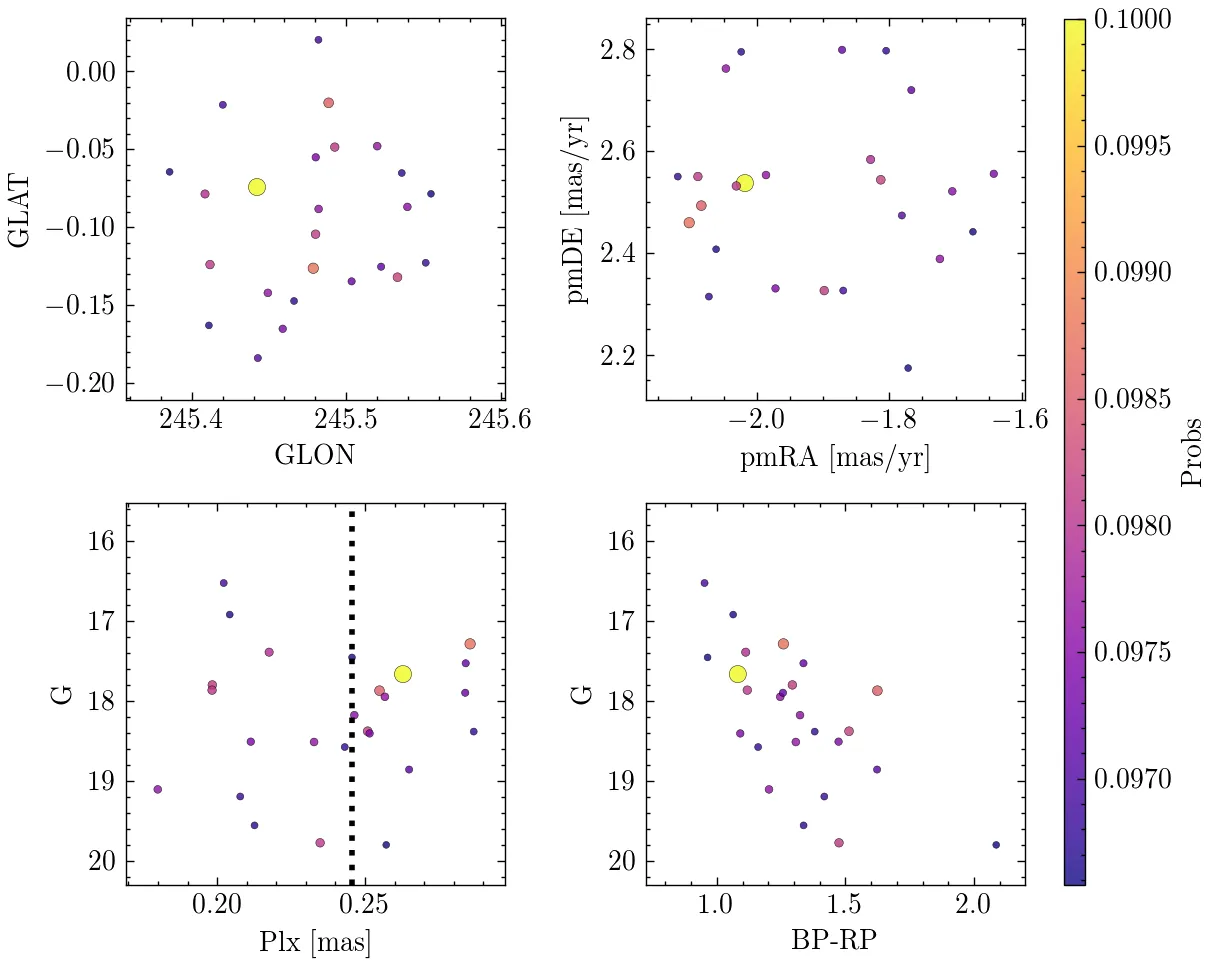 0.00
−0.05
−0.10
−0.15
−0.20
GLAT
245.4 245.5 245.6
GLON
2.8
2.6
2.4
2.2
pmDE [mas/yr]
−2.0 −1.8 −1.6
pmRA [mas/yr]
16
17
18
19
20
G
0.20 0.25
Plx [mas]
16
17
18
19
20
G
1.0 1.5 2.0
BP-RP
0.1000
0.0995
0.0990
0.0985
0.0980
0.0975
0.0970
Probs